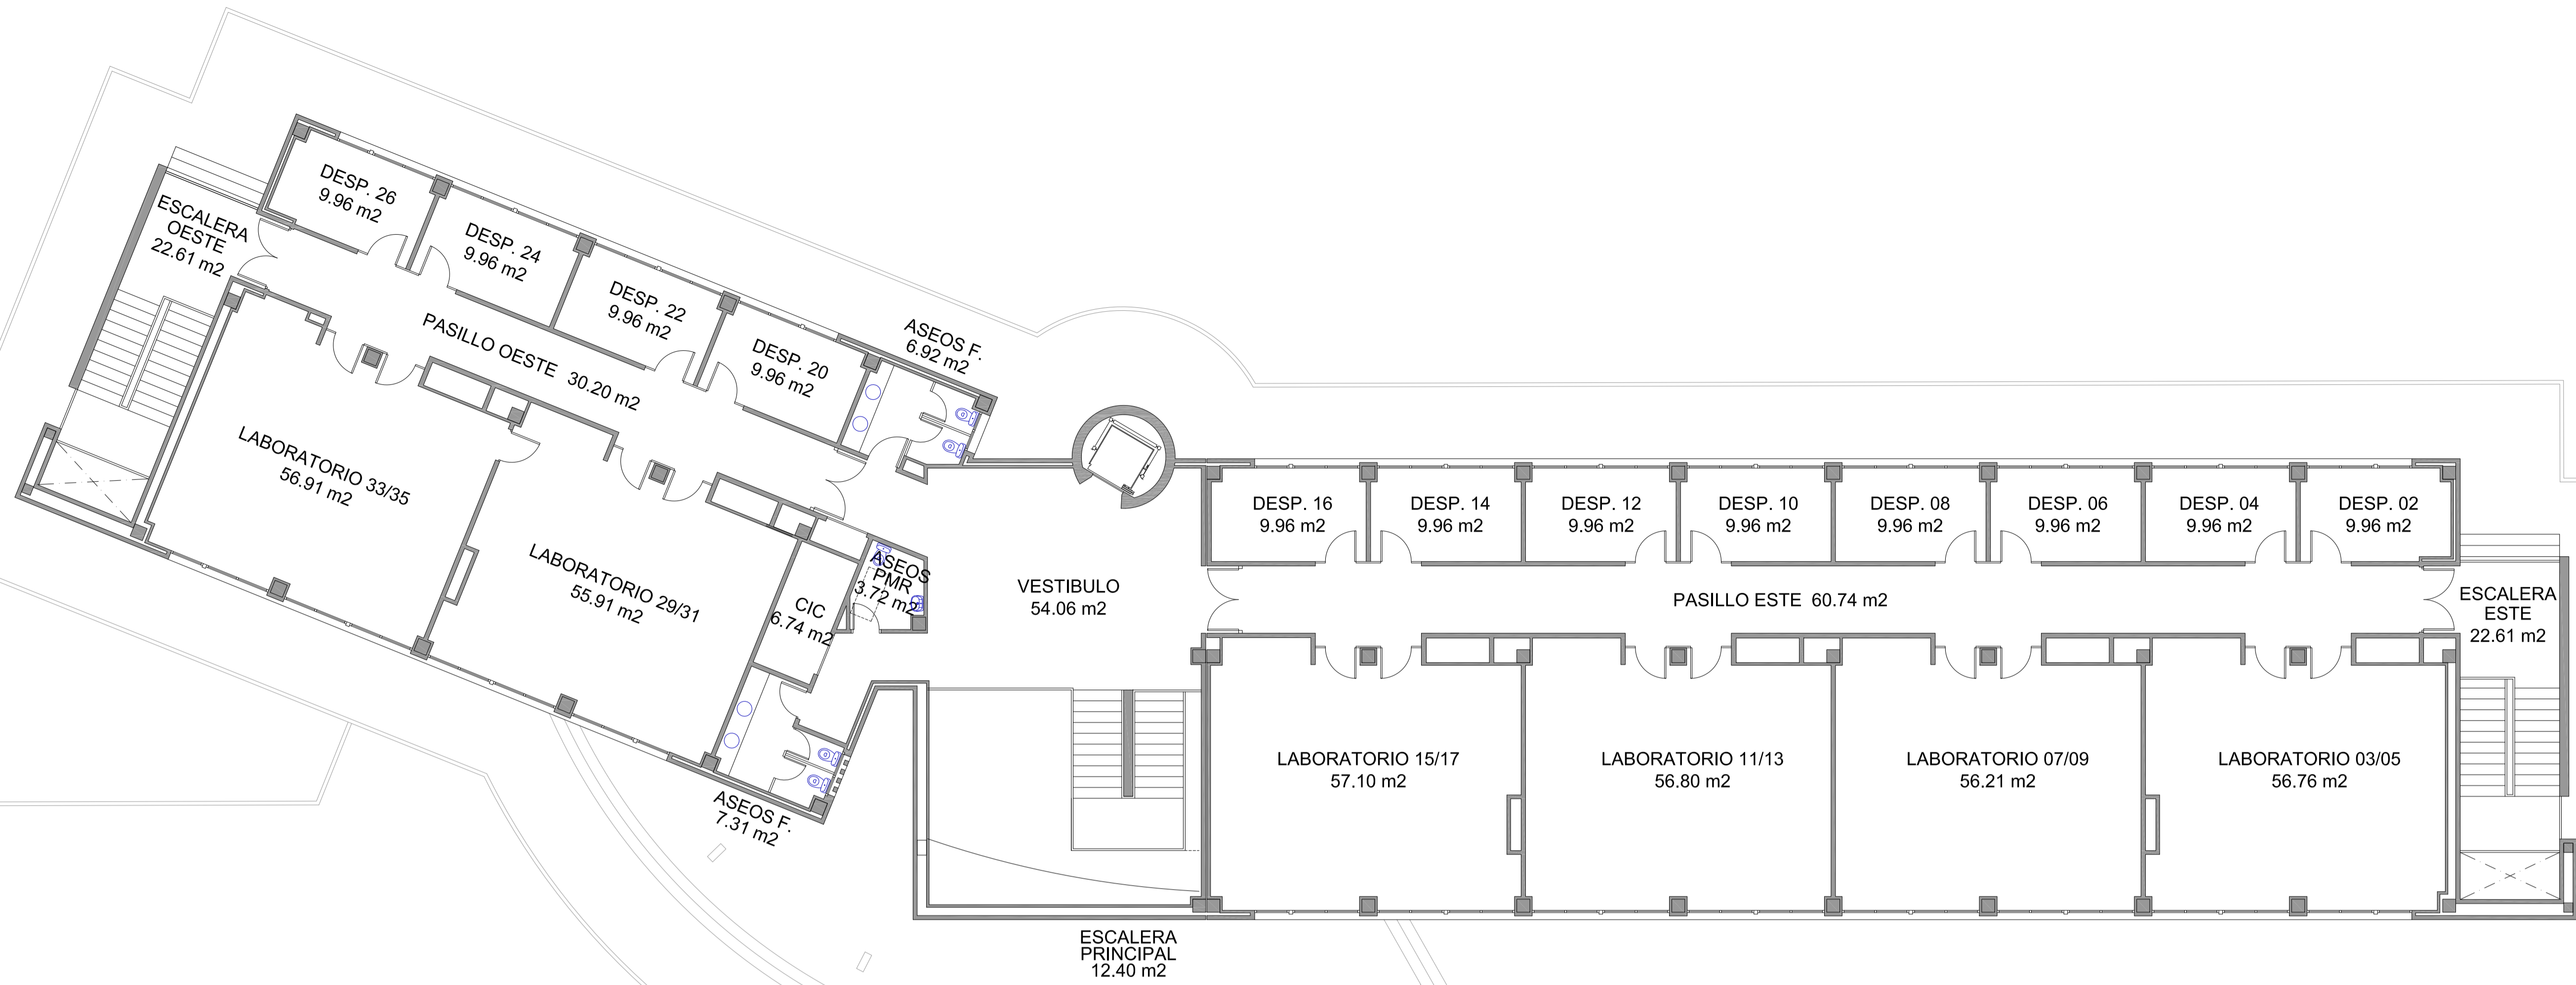 DESP. 26
9.96 m2
ESCALERA
OESTE
22.61 m2
DESP. 24
9.96 m2
DESP. 22
9.96 m2
DESP. 20
9.96 m2
ASEOS F.
6.92 m2
PASILLO OESTE 30.20 m2
LABORATORIO 33/35
56.91 m2
LABORATORIO 29/31
55.91 m2
CIC
6.74 m2
ASEOS
PMR
3.72 m2
ASEOS F.
7.31 m2
VESTIBULO
54.06 m2
ESCALERA
PRINCIPAL
12.40 m2
DESP. 16
9.96 m2
DESP. 14
9.96 m2
DESP. 12
9.96 m2
DESP. 10
9.96 m2
DESP. 08
9.96 m2
DESP. 06
9.96 m2
DESP. 04
9.96 m2
DESP. 02
9.96 m2
PASILLO ESTE 60.74 m2
ESCALERA
ESTE
22.61 m2
LABORATORIO 15/17
57.10 m2
LABORATORIO 11/13
56.80 m2
LABORATORIO 07/09
56.21 m2
LABORATORIO 03/05
56.76 m2